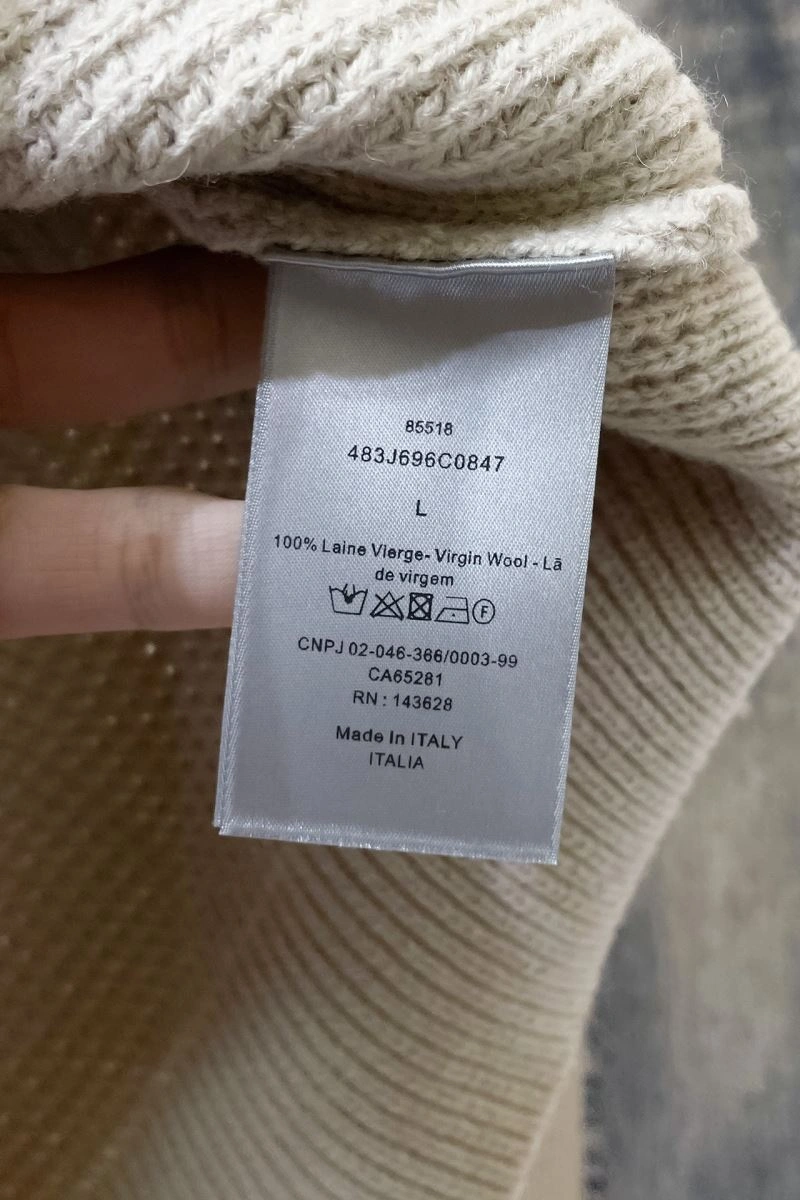 85518
483J696C0847
L
100% Laine Vierge- Virgin Wool - Lã
de virgem
F
CNPJ 02-046-366/0003-99
CA65281
RN : 143628
Made In ITALY
ITALIA